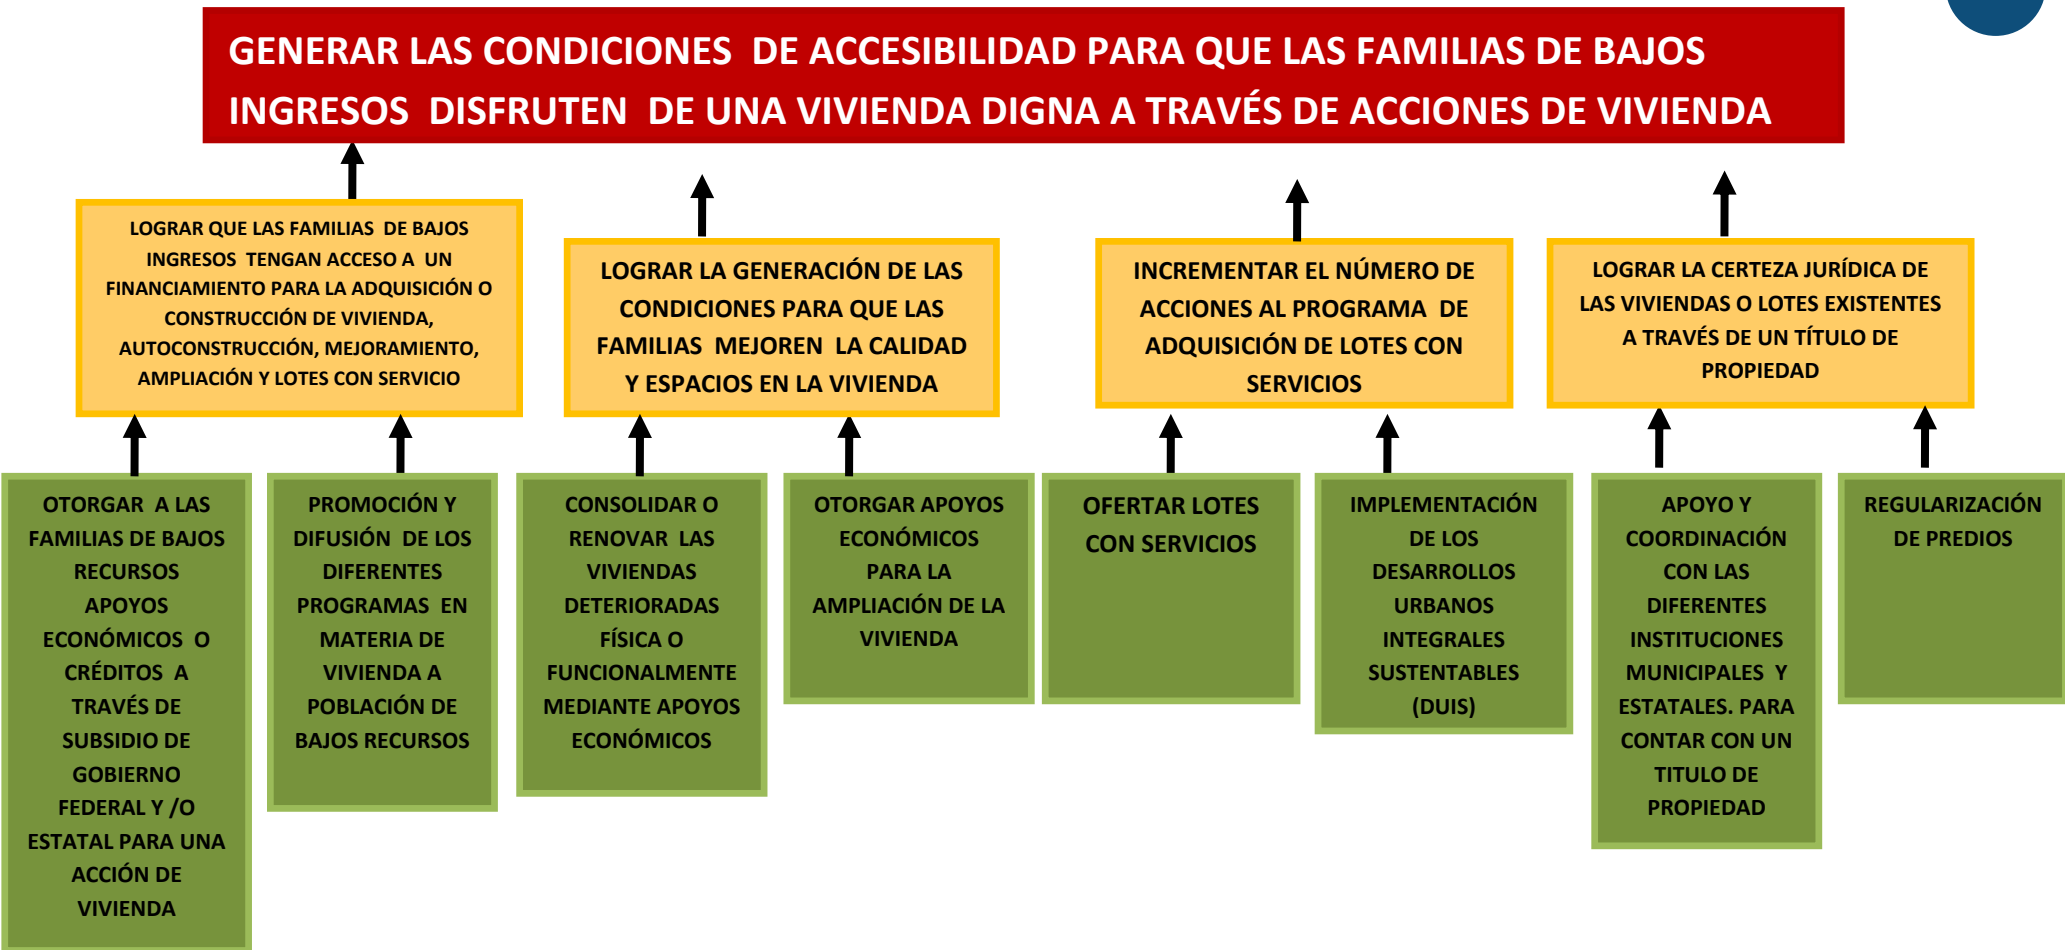 GENERAR LAS CONDICIONES DE ACCESIBILIDAD PARA QUE LAS FAMILIAS DE BAJOS
INGRESOS DISFRUTEN DE UNA VIVIENDA DIGNA A TRAVÉS DE ACCIONES DE VIVIENDA
LOGRAR QUE LAS FAMILIAS DE BAJOS
INGRESOS TENGAN ACCESO A UN
FINANCIAMIENTO PARA LA ADQUISICIÓN O
CONSTRUCCIÓN DE VIVIENDA,
AUTOCONSTRUCCIÓN, MEJORAMIENTO,
AMPLIACIÓN Y LOTES CON SERVICIO
LOGRAR LA GENERACIÓN DE LAS
CONDICIONES PARA QUE LAS
FAMILIAS MEJOREN LA CALIDAD
Y ESPACIOS EN LA VIVIENDA
INCREMENTAR EL NÚMERO DE
ACCIONES AL PROGRAMA DE
ADQUISICIÓN DE LOTES CON
SERVICIOS
LOGRAR LA CERTEZA JURÍDICA DE
LAS VIVIENDAS O LOTES EXISTENTES
A TRAVÉS DE UN TÍTULO DE
PROPIEDAD
OTORGAR A LAS
FAMILIAS DE BAJOS
RECURSOS
APOYOS
ECONÓMICOS O
CRÉDITOS A
TRAVÉS DE
SUBSIDIO DE
GOBIERNO
FEDERAL Y /O
ESTATAL PARA UNA
ACCIÓN DE
VIVIENDA
PROMOCIÓN Y
DIFUSIÓN DE LOS
DIFERENTES
PROGRAMAS EN
MATERIA DE
VIVIENDA A
POBLACIÓN DE
BAJOS RECURSOS
CONSOLIDAR O
RENOVAR LAS
VIVIENDAS
DETERIORADAS
FÍSICA O
FUNCIONALMENTE
MEDIANTE APOYOS
ECONÓMICOS
OTORGAR APOYOS
ECONÓMICOS
PARA LA
AMPLIACIÓN DE LA
VIVIENDA
OFERTAR LOTES
CON SERVICIOS
IMPLEMENTACIÓN
DE LOS
DESARROLLOS
URBANOS
INTEGRALES
SUSTENTABLES
(DUIS)
APOYO Y
COORDINACIÓN
CON LAS
DIFERENTES
INSTITUCIONES
MUNICIPALES Y
ESTATALES. PARA
CONTAR CON UN
TITULO DE
PROPIEDAD
REGULARIZACIÓN
DE PREDIOS